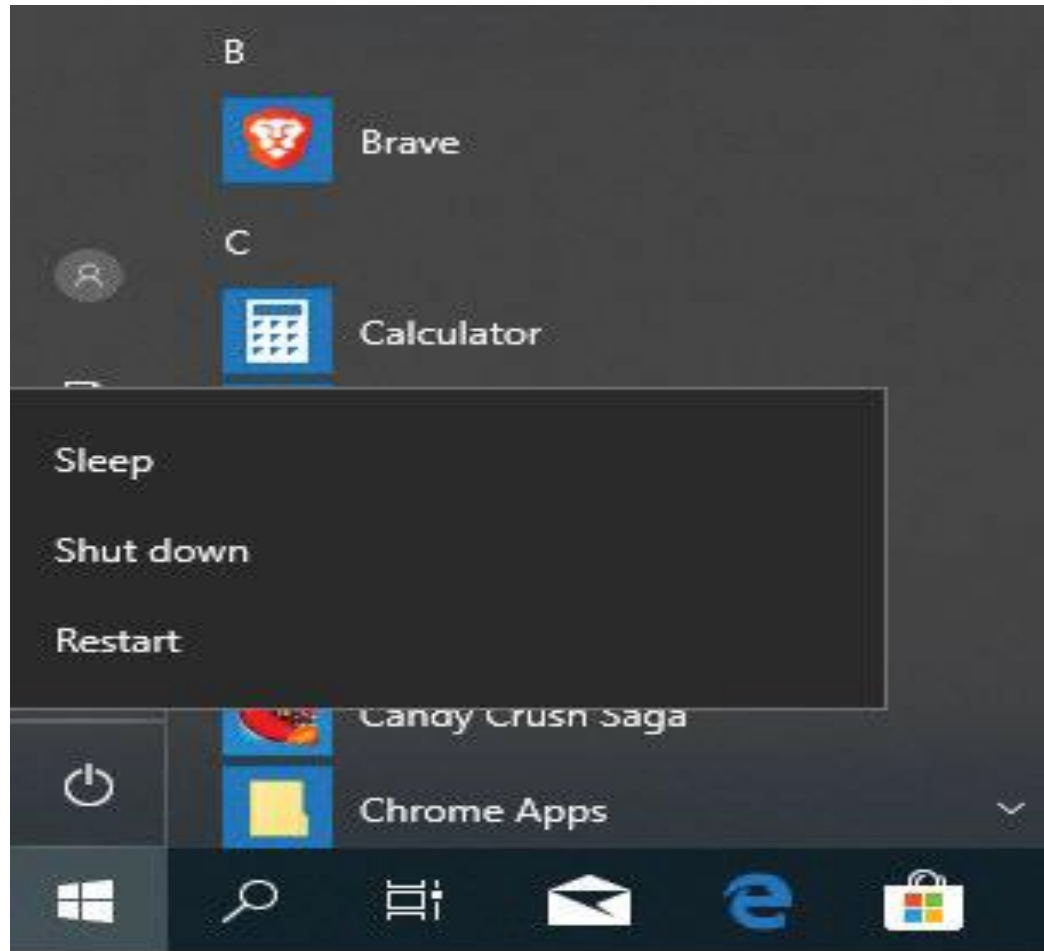 B
Brave
C
Calculator
Sleep
Shut down
Restart
Candy Crush Saga
Chrome Apps